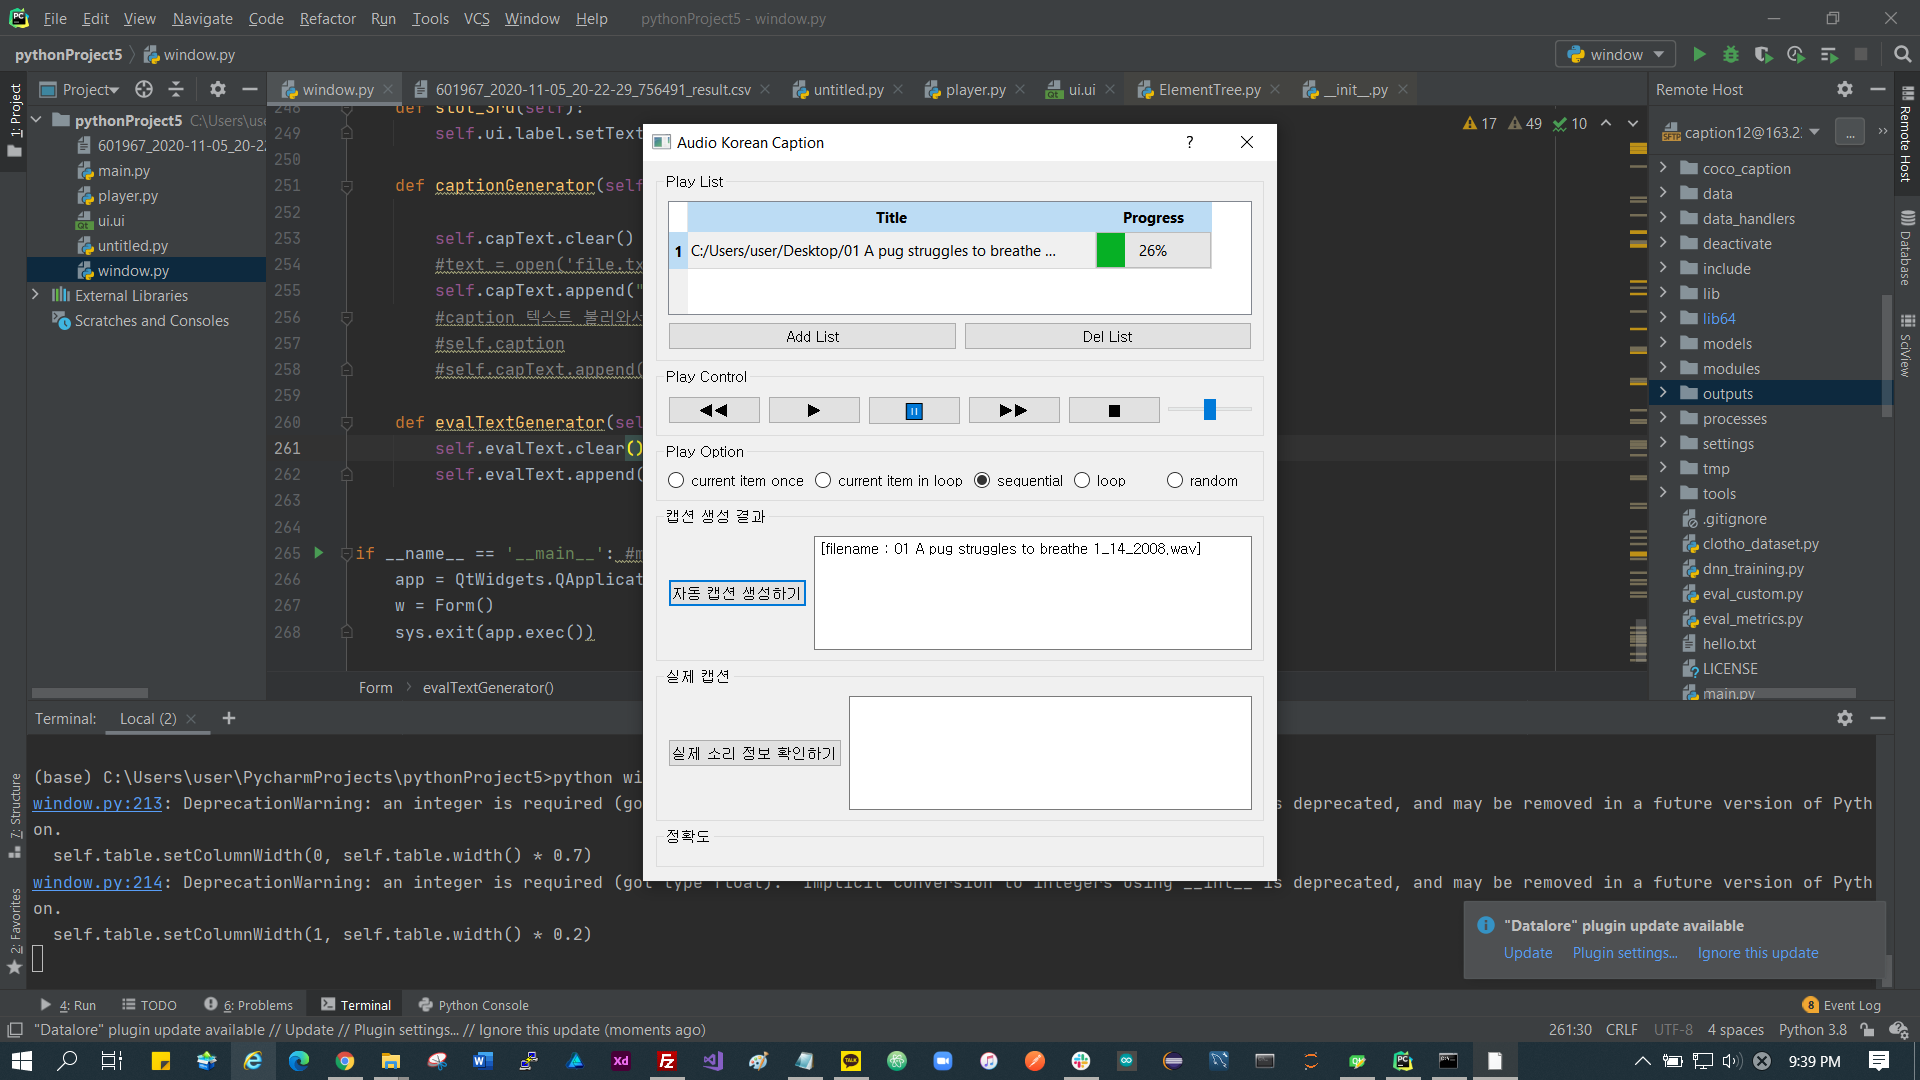 File Edit View Navigate Code Refactor Run Tools VCS Window Help pythonProject5 - window.py
pythonProject5 window.py
window
Project
window.py 601967_2020-11-05_20-22-29_756491_result.csv untitled.py player.py ui.ui ElementTree.py __init__.py
Remote Host
1: Project
pythonProject5 C:\Users\use
601967_2020-11-05_20-22
main.py
player.py
ui.ui
untitled.py
window.py
External Libraries
Scratches and Consoles
17 49 10
248 def slot_3rd(self):
249 self.ui.label.setText
250
251 def captionGenerator(self
252
253 self.capText.clear()
254 #text = open('file.tx
255 self.capText.append("
256 #caption 텍스트 불러와서
257 #self.caption
258 #self.capText.append(
259
260 def evalTextGenerator(sel
261 self.evalText.clear()
262 self.evalText.append(
263
264
265 if __name__ == '__main__': #m
266 app = QtWidgets.QApplicat
267 w = Form()
268 sys.exit(app.exec())
Form evalTextGenerator()
Audio Korean Caption ?
Play List
Title Progress
1 C:/Users/user/Desktop/01 A pug struggles to breathe ... 26%
Add List Del List
Play Control
Play Option
current item once current item in loop sequential loop random
캡션 생성 결과
자동 캡션 생성하기
[filename : 01 A pug struggles to breathe 1_14_2008.wav]
실제 캡션
실제 소리 정보 확인하기
정확도
caption12@163.2 ...
coco_caption
data
data_handlers
deactivate
include
lib
lib64
models
modules
outputs
processes
settings
tmp
tools
.gitignore
clotho_dataset.py
dnn_training.py
eval_custom.py
eval_metrics.py
hello.txt
LICENSE
main.py
Remote Host
Database
SciView
Terminal: Local (2)
(base) C:\Users\user\PycharmProjects\pythonProject5>python wi
window.py:213: DeprecationWarning: an integer is required (go s deprecated, and may be removed in a future version of Pyth
on.
self.table.setColumnWidth(0, self.table.width() * 0.7)
window.py:214: DeprecationWarning: an integer is required (got type float). Implicit conversion to integers using __int__ is deprecated, and may be removed in a future version of Pyth
on.
self.table.setColumnWidth(1, self.table.width() * 0.2)
7: Structure
2: Favorites
"Datalore" plugin update available
Update Plugin settings... Ignore this update
4: Run TODO 6: Problems Terminal Python Console 8 Event Log
"Datalore" plugin update available // Update // Plugin settings... // Ignore this update (moments ago) 261:30 CRLF UTF-8 4 spaces Python 3.8
9:39 PM